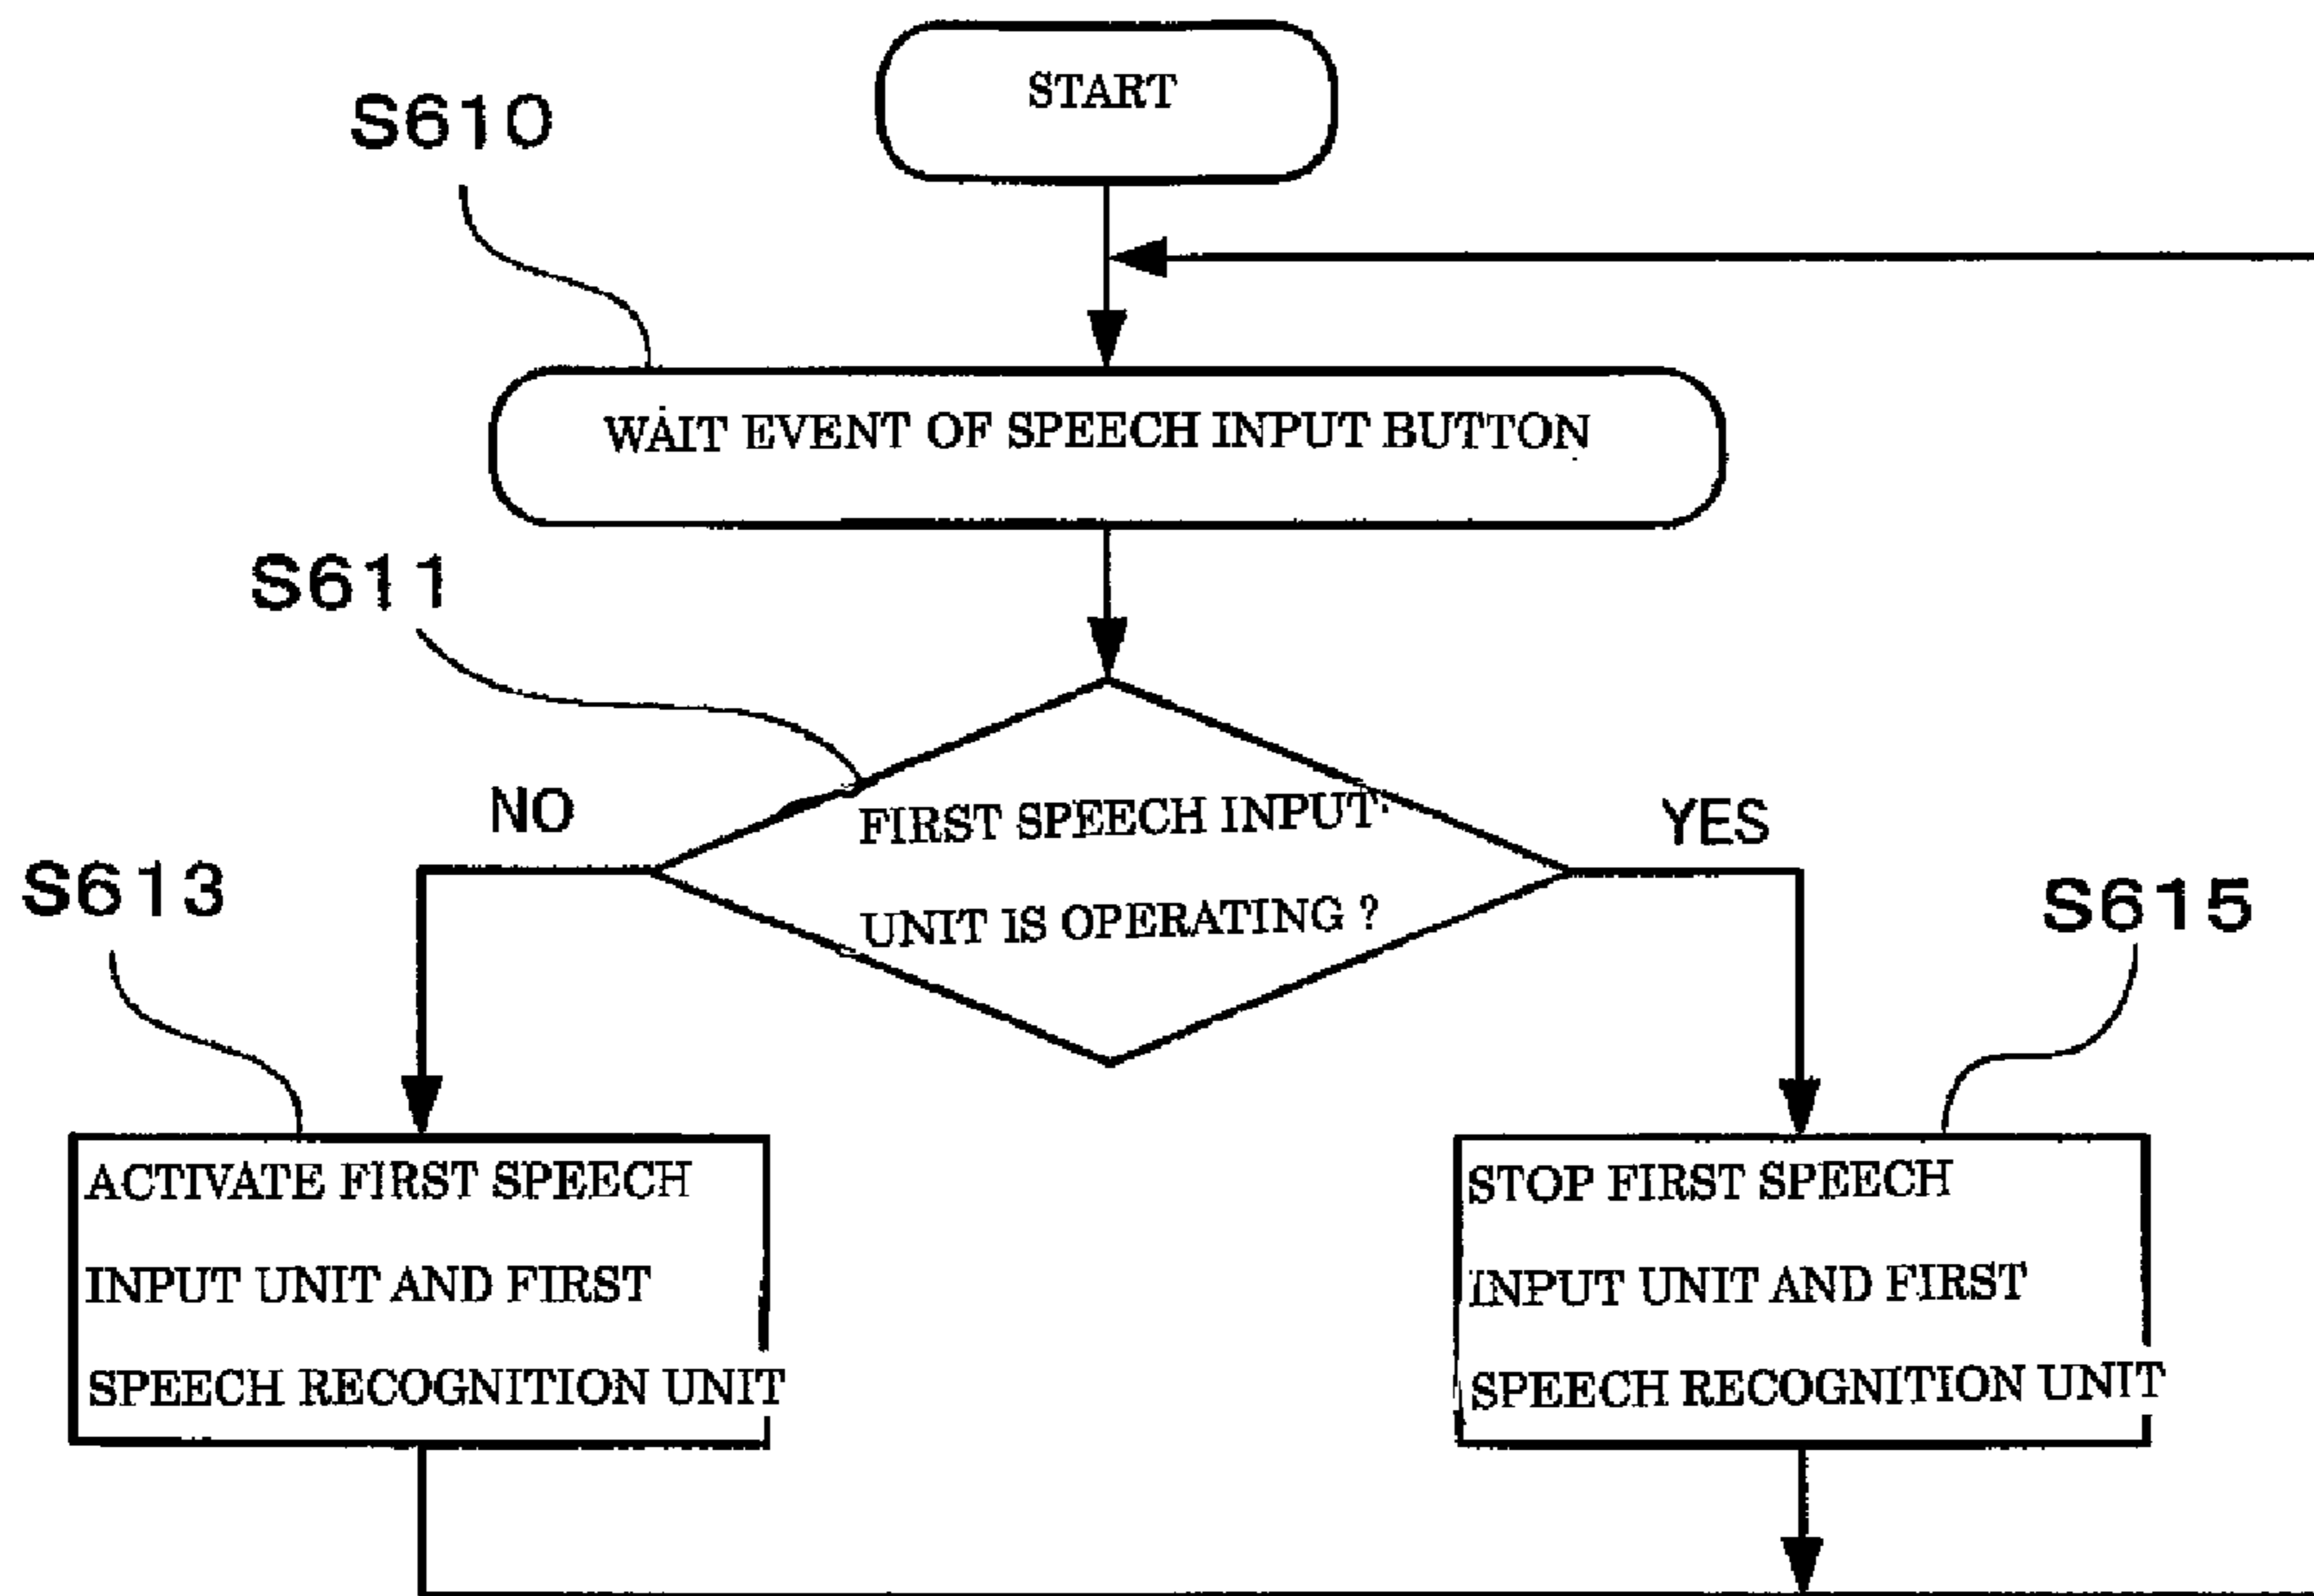 START
S610
WAIT EVENT OF SPEECH INPUT BUTTON
S611
NO
FIRST SPEECH INPUT
UNIT IS OPERATING ?
YES
S613
S615
ACTIVATE FIRST SPEECH
INPUT UNIT AND FIRST
SPEECH RECOGNITION UNIT
STOP FIRST SPEECH
INPUT UNIT AND FIRST
SPEECH RECOGNITION UNIT